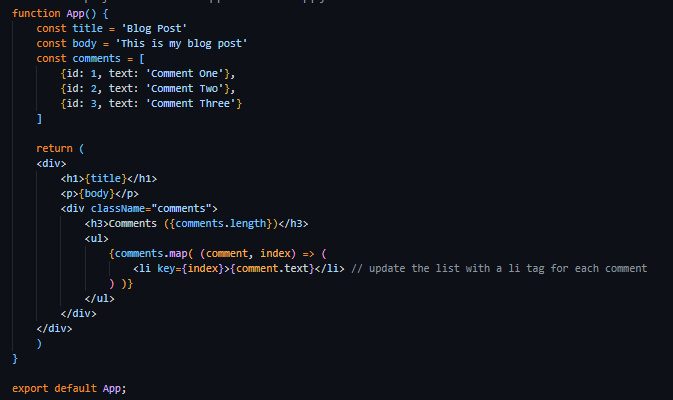 function App() {
    const title = 'Blog Post'
    const body = 'This is my blog post'
    const comments = [
        {id: 1, text: 'Comment One'},
        {id: 2, text: 'Comment Two'},
        {id: 3, text: 'Comment Three'}
    ]
    return (
    <div>
        <h1>{title}</h1>
        <p>{body}</p>
        <div className="comments">
            <h3>Comments ({comments.length})</h3>
            <ul>
                {comments.map( (comment, index) => (
                    <li key={index}>{comment.text}</li> // update the list with a li tag for each comment
                ) )}
            </ul>
        </div>
    </div>
    )
}
export default App;